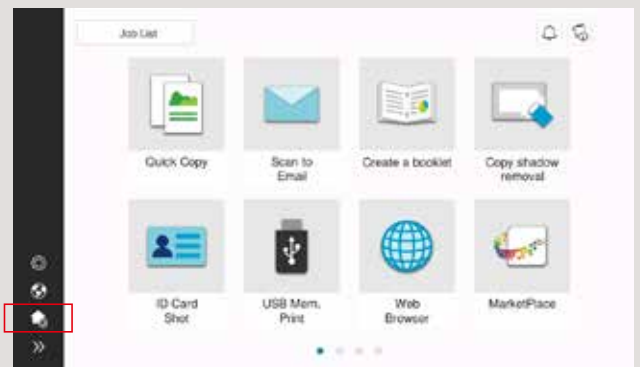 Job List
Quick Copy
Scan to
Email
Create a booklet
Copy shadow
removal
ID Card
Shot
USB Mem.
Print
Web
Browser
MarketPlace